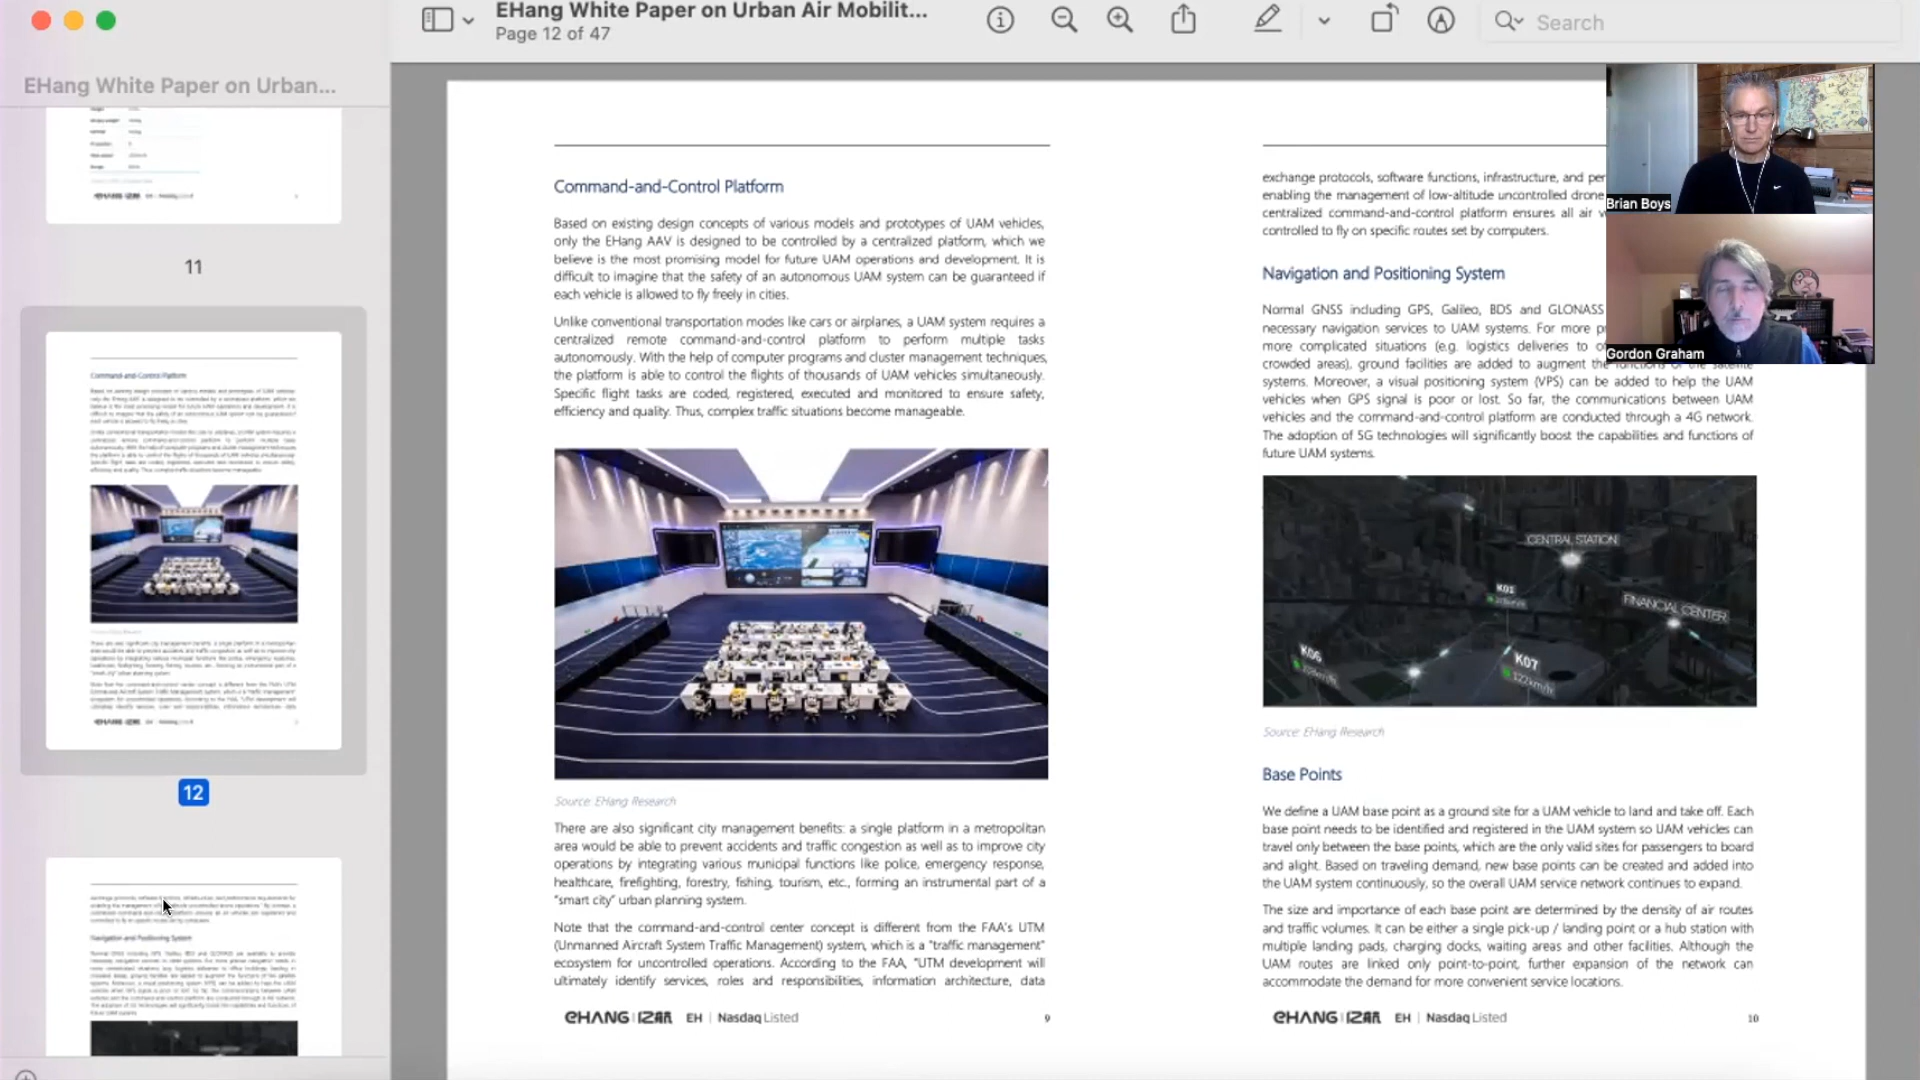 EHang White Paper on Urban Air Mobilit...
Page 12 of 47
Search
EHang White Paper on Urban...
11
12
Command-and-Control Platform
Based on existing design concepts of various models and prototypes of UAM vehicles,
only the EHang AAV is designed to be controlled by a centralized platform, which we
believe is the most promising model for future UAM operations and development. It is
difficult to imagine that the safety of an autonomous UAM system can be guaranteed if
each vehicle is allowed to fly freely in cities.
Unlike conventional transportation modes like cars or airplanes, a UAM system requires a
centralized remote command-and-control platform to perform multiple tasks
autonomously. With the help of computer programs and cluster management techniques,
the platform is able to control the flights of thousands of UAM vehicles simultaneously.
Specific flight tasks are coded, registered, executed and monitored to ensure safety,
efficiency and quality. Thus, complex traffic situations become manageable.
Source: EHang Research
There are also significant city management benefits: a single platform in a metropolitan
area would be able to prevent accidents and traffic congestion as well as to improve city
operations by integrating various municipal functions like police, emergency response,
healthcare, firefighting, forestry, fishing, tourism, etc., forming an instrumental part of a
"smart city" urban planning system.
Note that the command-and-control center concept is different from the FAA's UTM
(Unmanned Aircraft System Traffic Management) system, which is a "traffic management"
ecosystem for uncontrolled operations. According to the FAA, "UTM development will
ultimately identify services, roles and responsibilities, information architecture, data
EHANG 亿航 EH | Nasdaq Listed
9
exchange protocols, software functions, infrastructure, and per
enabling the management of low-altitude uncontrolled drone
centralized command-and-control platform ensures all air v
controlled to fly on specific routes set by computers.
Navigation and Positioning System
Normal GNSS including GPS, Galileo, BDS and GLONASS
necessary navigation services to UAM systems. For more p
more complicated situations (e.g. logistics deliveries to of
crowded areas), ground facilities are added to augment the functions of the satellite
systems. Moreover, a visual positioning system (VPS) can be added to help the UAM
vehicles when GPS signal is poor or lost. So far, the communications between UAM
vehicles and the command-and-control platform are conducted through a 4G network.
The adoption of 5G technologies will significantly boost the capabilities and functions of
future UAM systems.
CENTRAL STATION
FINANCIAL CENTER
K06
K07
122km/h
Source: EHang Research
Base Points
We define a UAM base point as a ground site for a UAM vehicle to land and take off. Each
base point needs to be identified and registered in the UAM system so UAM vehicles can
travel only between the base points, which are the only valid sites for passengers to board
and alight. Based on traveling demand, new base points can be created and added into
the UAM system continuously, so the overall UAM service network continues to expand.
The size and importance of each base point are determined by the density of air routes
and traffic volumes. It can be either a single pick-up / landing point or a hub station with
multiple landing pads, charging docks, waiting areas and other facilities. Although the
UAM routes are linked only point-to-point, further expansion of the network can
accommodate the demand for more convenient service locations.
EHANG 亿航 EH | Nasdaq Listed
10
Brian Boys
Gordon Graham